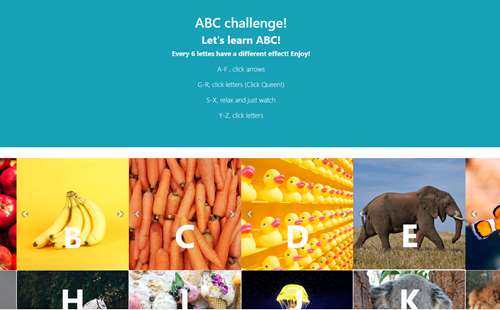 ABC challenge!
Let's learn ABC!
Every 6 lettes have a different effect! Enjoy!
A-F , click arrows
G-R, click letters (Click Queen!)
S-X, relax and just watch
Y-Z, click letters
B C D E
H I J K